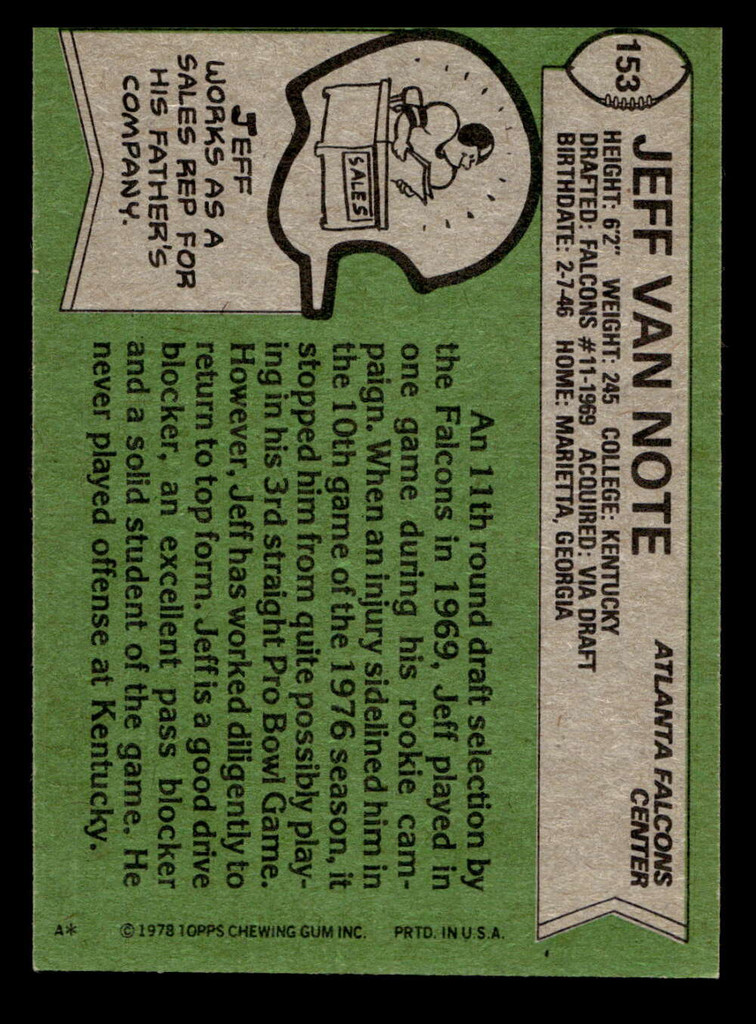 153
JEFF VAN NOTE
ATLANTA FALCONS
CENTER
HEIGHT: 6'2" WEIGHT: 245 COLLEGE: KENTUCKY
DRAFTED: FALCONS #11-1969 ACQUIRED: VIA DRAFT
BIRTHDATE: 2-7-46 HOME: MARIETTA, GEORGIA
SALES
JEFF
WORKS AS A
SALES REP FOR
HIS FATHER'S
COMPANY.
An 11th round draft selection by
the Falcons in 1969, Jeff played in
one game during his rookie cam-
paign. When an injury sidelined him in
the 10th game of the 1976 season, it
stopped him from quite possibly play-
ing in his 3rd straight Pro Bowl Game.
However, Jeff has worked diligently to
return to top form. Jeff is a good drive
blocker, an excellent pass blocker
and a solid student of the game. He
never played offense at Kentucky.
A* © 1978 TOPPS CHEWING GUM INC. PRTD. IN U.S.A.